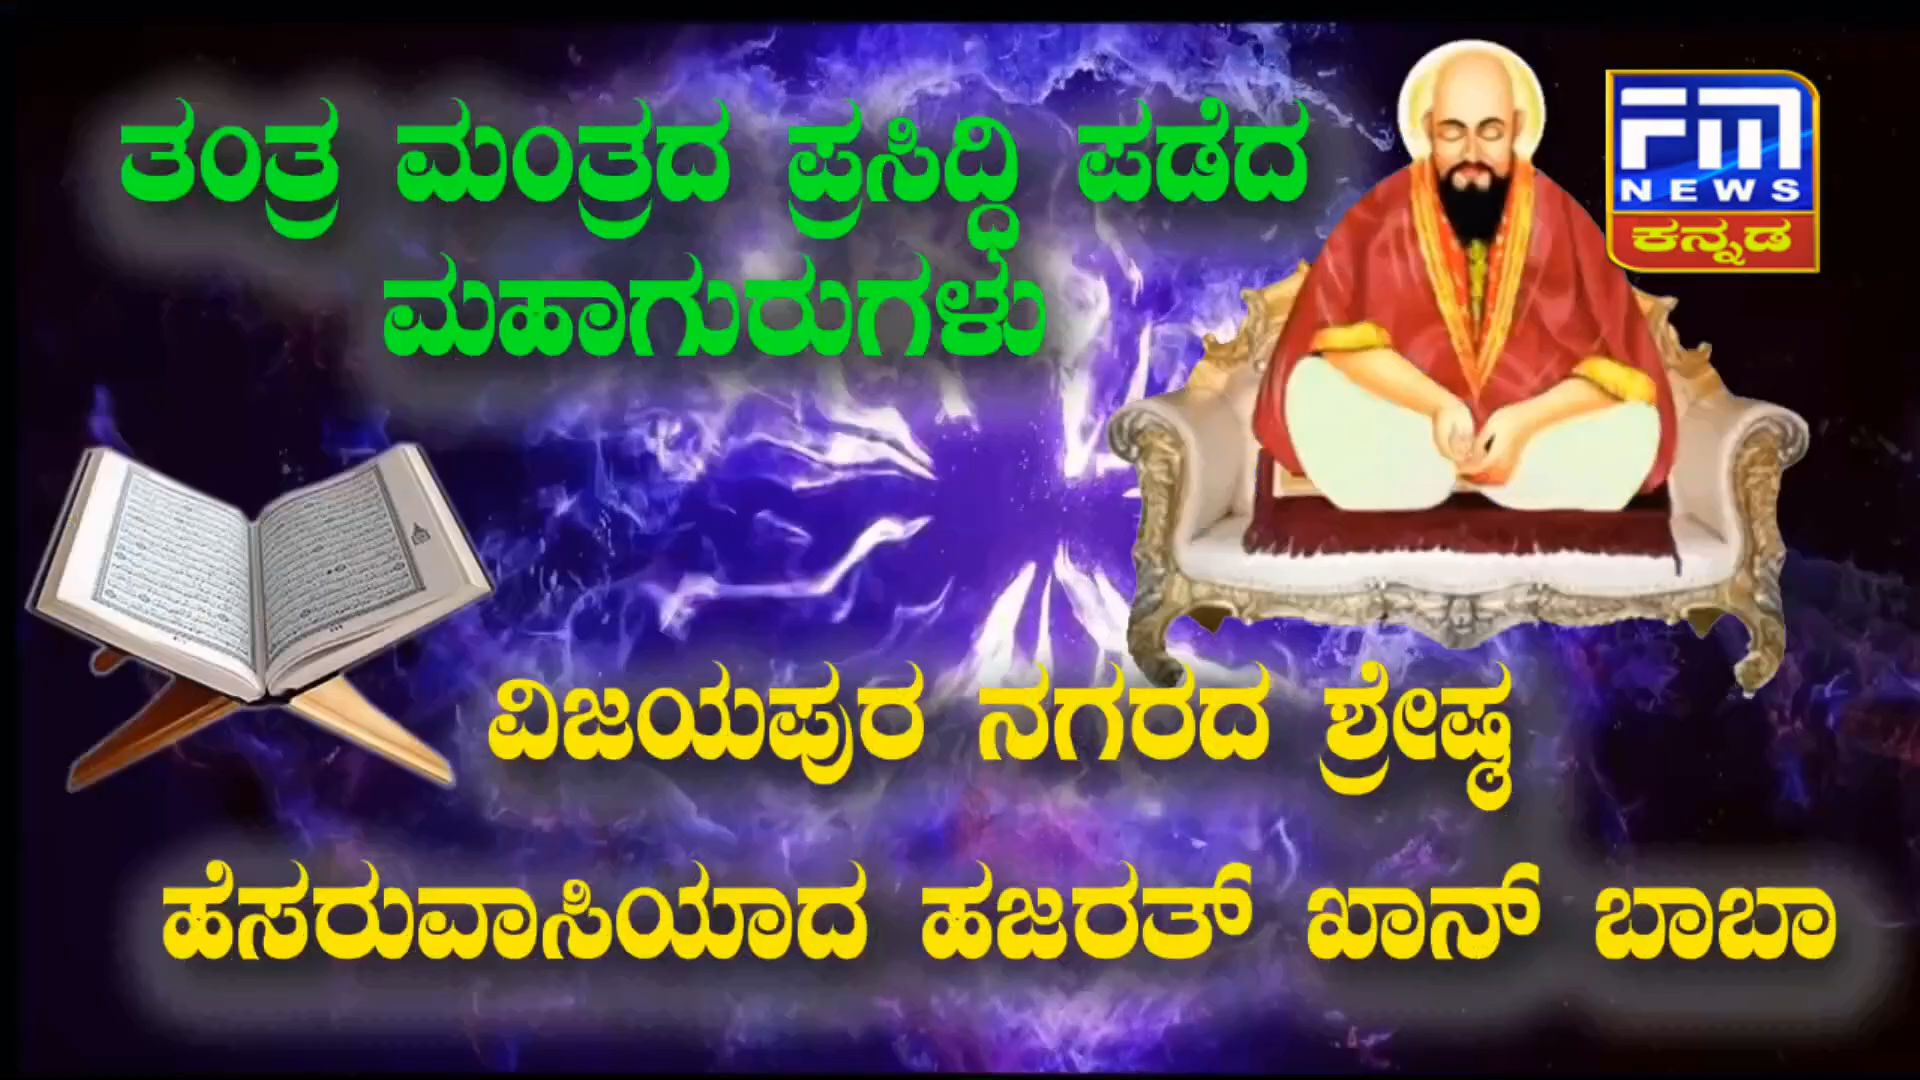 ತಂತ್ರ ಮಂತ್ರದ ಪ್ರಸಿದ್ಧಿ ಪಡೆದ
ಮಹಾಗುರುಗಳು
FM
NEWS
ಕನ್ನಡ
ವಿಜಯಪುರ ನಗರದ ಶ್ರೇಷ್ಠ
ಹೆಸರುವಾಸಿಯಾದ ಹಜರತ್ ಖಾನ್ ಬಾಬಾ